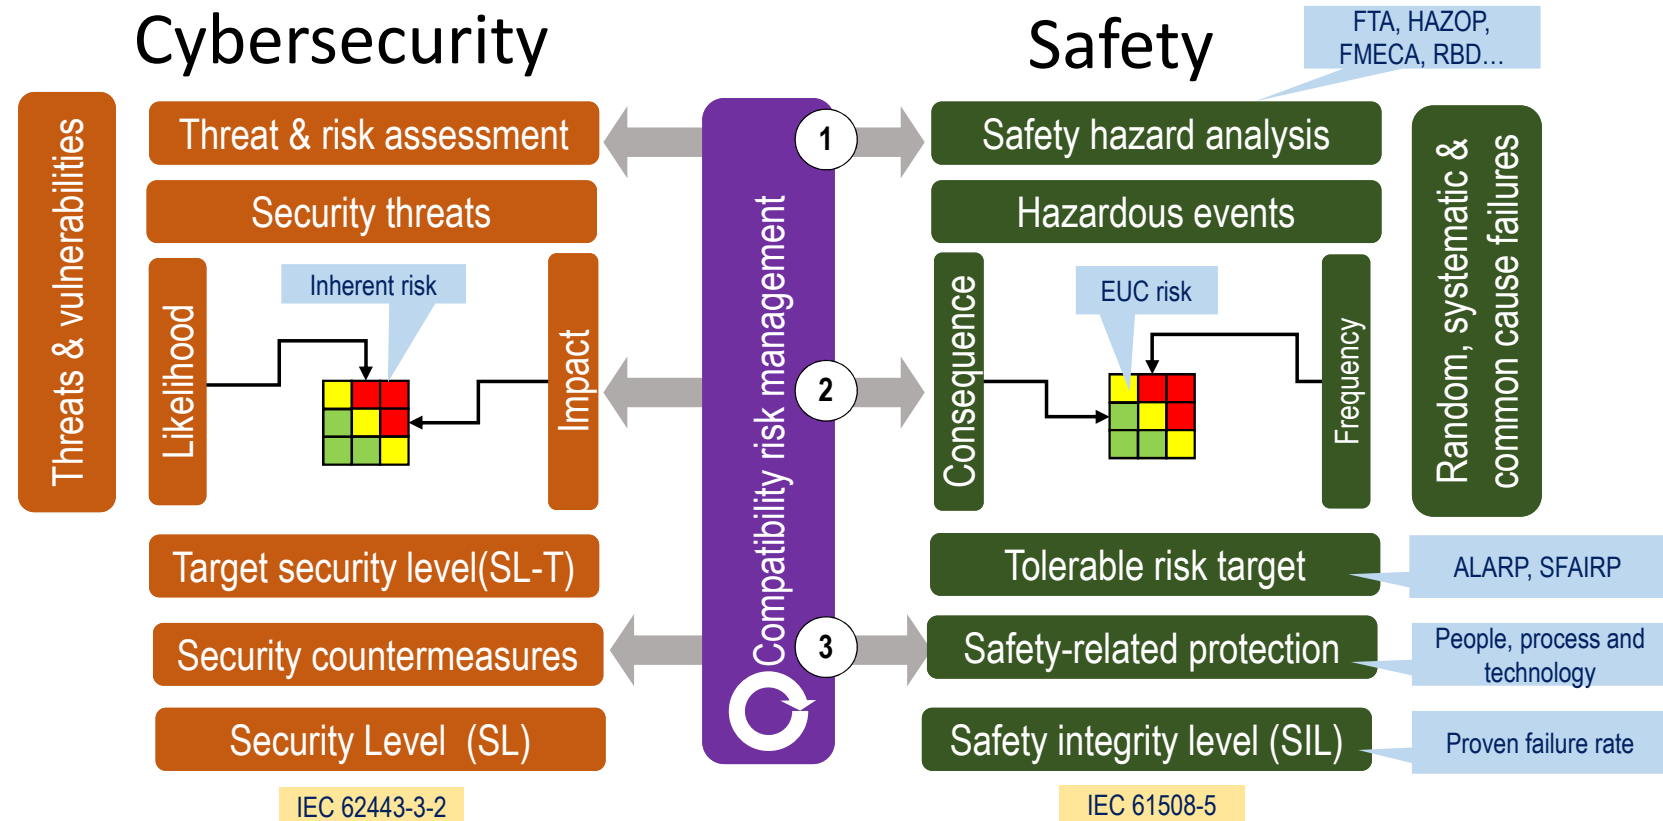 Cybersecurity
Safety
FTA, HAZOP,
FMECA, RBD…
Threats & vulnerabilities
Threat & risk assessment
Security threats
Likelihood
Inherent risk
Impact
Target security level(SL-T)
Security countermeasures
Security Level (SL)
IEC 62443-3-2
Compatibility risk management
1
2
3
Safety hazard analysis
Hazardous events
Consequence
EUC risk
Frequency
Random, systematic &
common cause failures
Tolerable risk target
ALARP, SFAIRP
Safety-related protection
People, process and
technology
Safety integrity level (SIL)
Proven failure rate
IEC 61508-5